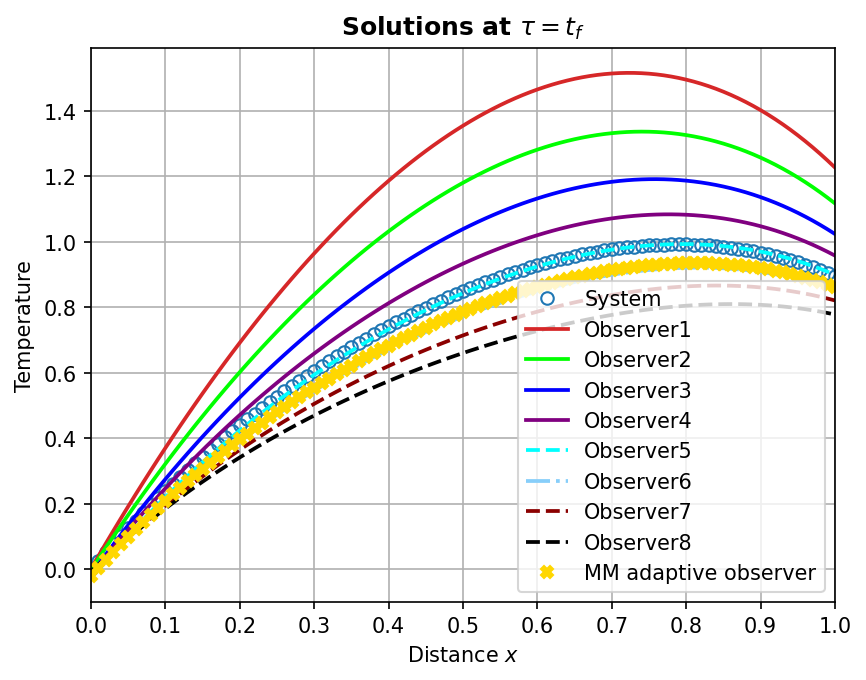 Solutions at τ = t_f
Temperature
1.4
1.2
1.0
0.8
0.6
0.4
0.2
0.0
System
Observer1
Observer2
Observer3
Observer4
Observer5
Observer6
Observer7
Observer8
MM adaptive observer
0.0 0.1 0.2 0.3 0.4 0.5 0.6 0.7 0.8 0.9 1.0
Distance x